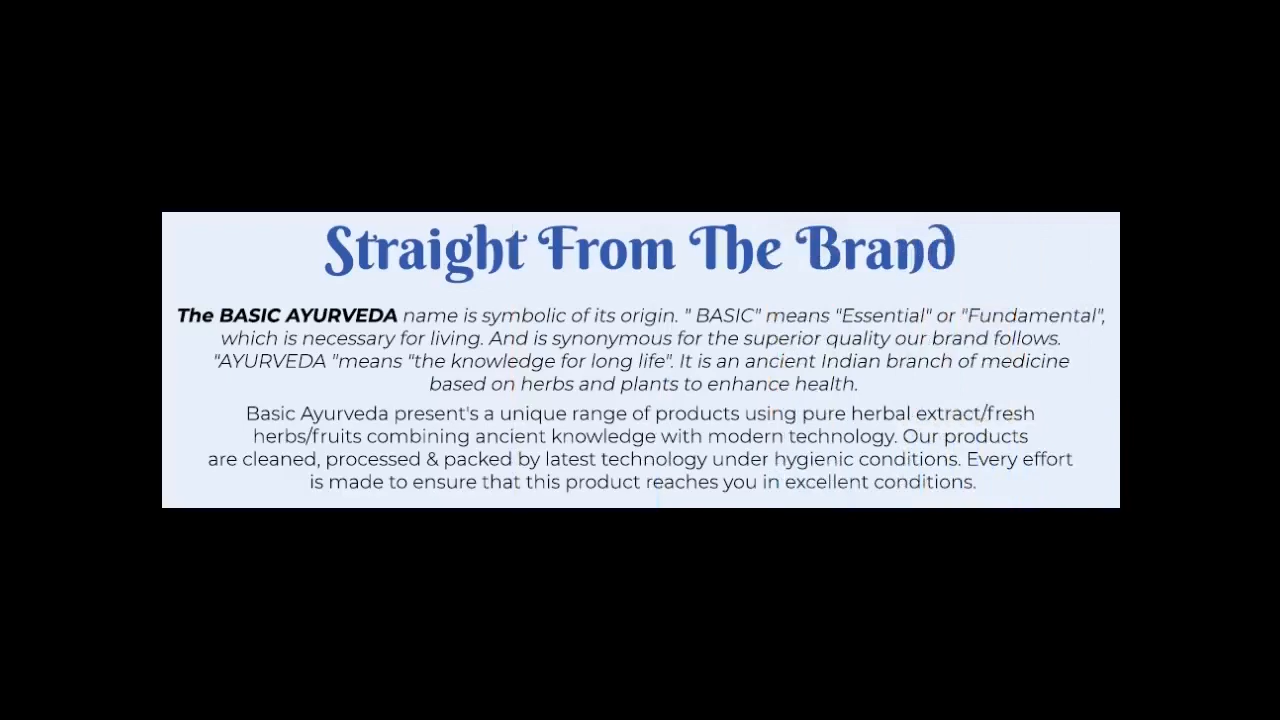 Straight From The Brand
The BASIC AYURVEDA name is symbolic of its origin. " BASIC" means "Essential" or "Fundamental",
which is necessary for living. And is synonymous for the superior quality our brand follows.
"AYURVEDA "means "the knowledge for long life". It is an ancient Indian branch of medicine
based on herbs and plants to enhance health.
Basic Ayurveda present's a unique range of products using pure herbal extract/fresh
herbs/fruits combining ancient knowledge with modern technology. Our products
are cleaned, processed & packed by latest technology under hygienic conditions. Every effort
is made to ensure that this product reaches you in excellent conditions.